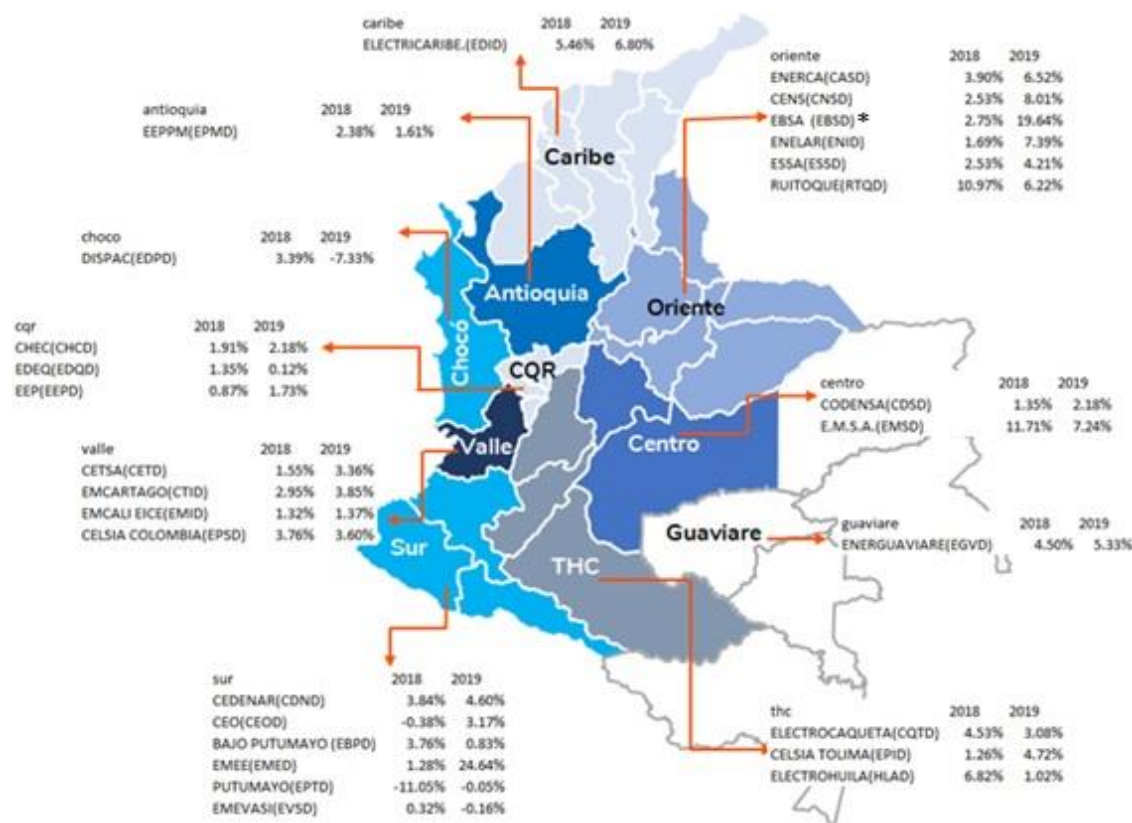 caribe 2018 2019
ELECTRICARIBE.(EDID) 5.46% 6.80%
oriente 2018 2019
ENERCA(CASD) 3.90% 6.52%
CENS(CNSD) 2.53% 8.01%
EBSA (EBSD)* 2.75% 19.64%
ENELAR(ENID) 1.69% 7.39%
ESSA(ESSD) 2.53% 4.21%
RUITOQUE(RTQD) 10.97% 6.22%
antioquia 2018 2019
EEPPM(EPMD) 2.38% 1.61%
Caribe
choco 2018 2019
DISPAC(EDPD) 3.39% -7.33%
Antioquia
Oriente
Chocó
cqr 2018 2019
CHEC(CHCD) 1.91% 2.18%
EDEQ(EDQD) 1.35% 0.12%
EEP(EEPD) 0.87% 1.73%
CQR
centro 2018 2019
CODENSA(CDSD) 1.35% 2.18%
E.M.S.A.(EMSD) 11.71% 7.24%
Valle
Centro
valle 2018 2019
CETSA(CETD) 1.55% 3.36%
EMCARTAGO(CTID) 2.95% 3.85%
EMCALI EICE(EMID) 1.32% 1.37%
CELSIA COLOMBIA(EPSD) 3.76% 3.60%
Sur
THC
Guaviare
guaviare 2018 2019
ENERGUAVIARE(EGVD) 4.50% 5.33%
sur 2018 2019
CEDENAR(CDND) 3.84% 4.60%
CEO(CEOD) -0.38% 3.17%
BAJO PUTUMAYO (EBPD) 3.76% 0.83%
EMEE(EMED) 1.28% 24.64%
PUTUMAYO(EPTD) -11.05% -0.05%
EMEVASI(EVSD) 0.32% -0.16%
thc 2018 2019
ELECTROCAQUETA(CQTD) 4.53% 3.08%
CELSIA TOLIMA(EPID) 1.26% 4.72%
ELECTROHUILA(HLAD) 6.82% 1.02%